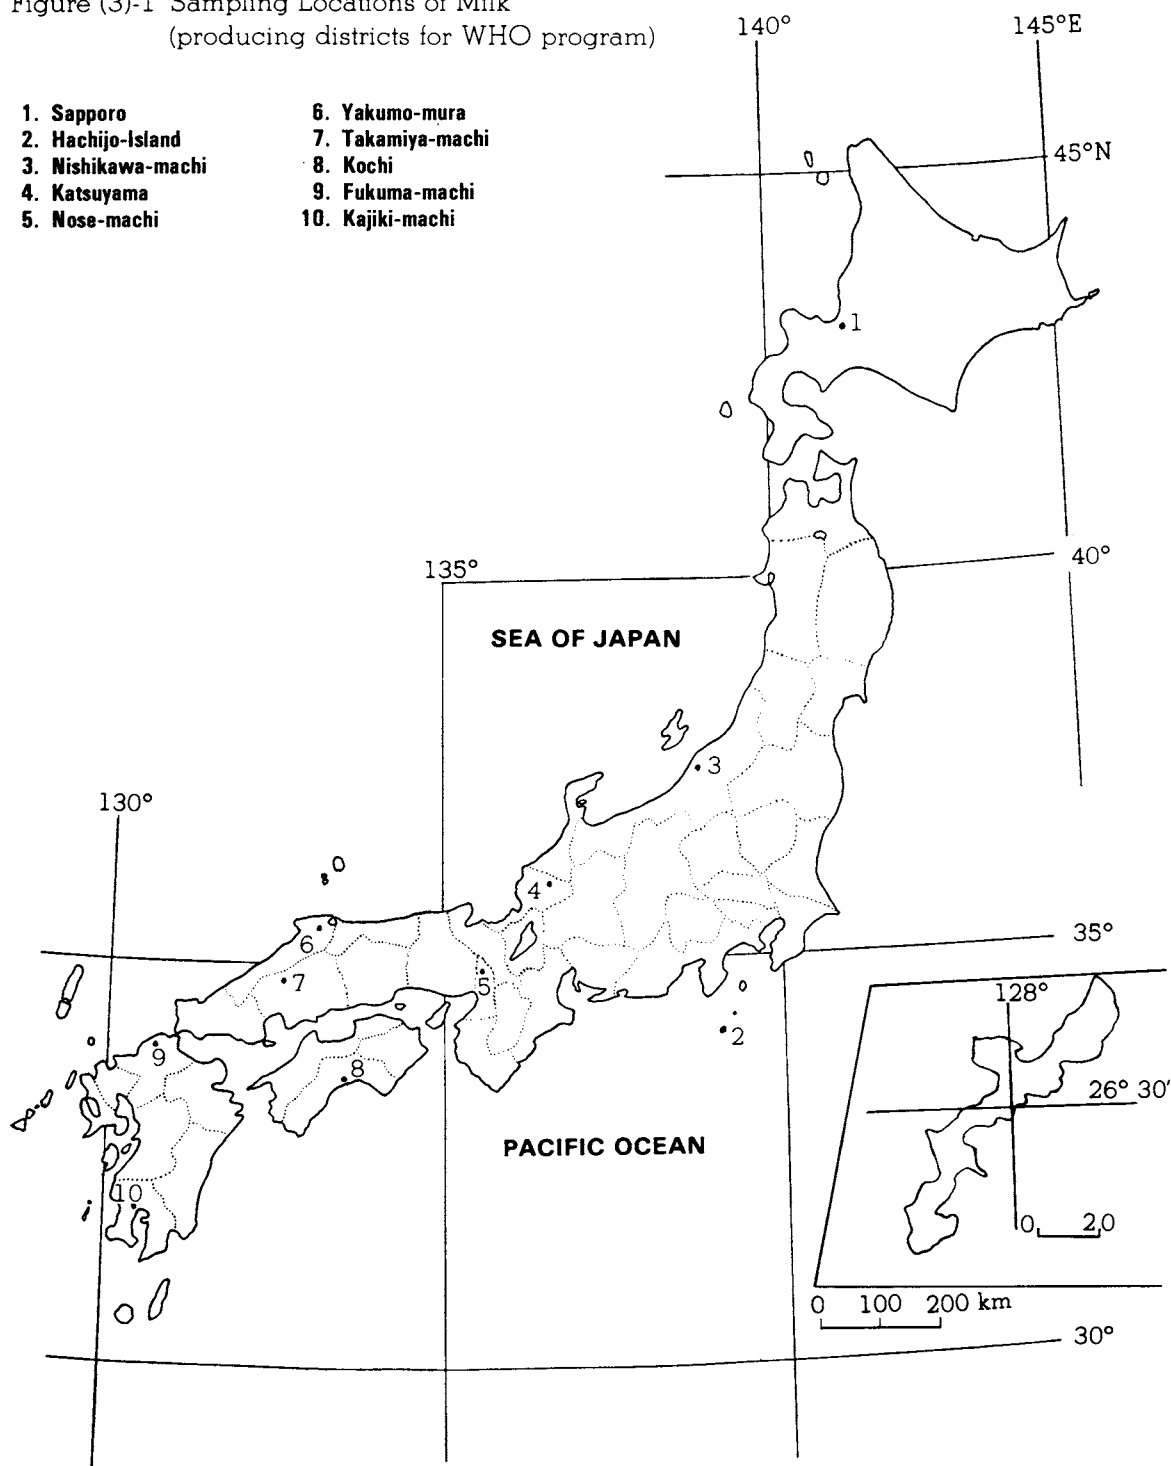 Figure (3)-1 Sampling Locations of Milk
(producing districts for WHO program)
1. Sapporo
2. Hachijo-Island
3. Nishikawa-machi
4. Katsuyama
5. Nose-machi
6. Yakumo-mura
7. Takamiya-machi
8. Kochi
9. Fukuma-machi
10. Kajiki-machi
140°
145°E
45°N
1
40°
135°
SEA OF JAPAN
3
130°
4
6
35°
7
5
128°
2
9
8
26° 30′
PACIFIC OCEAN
10
0 20
0 100 200 km
30°